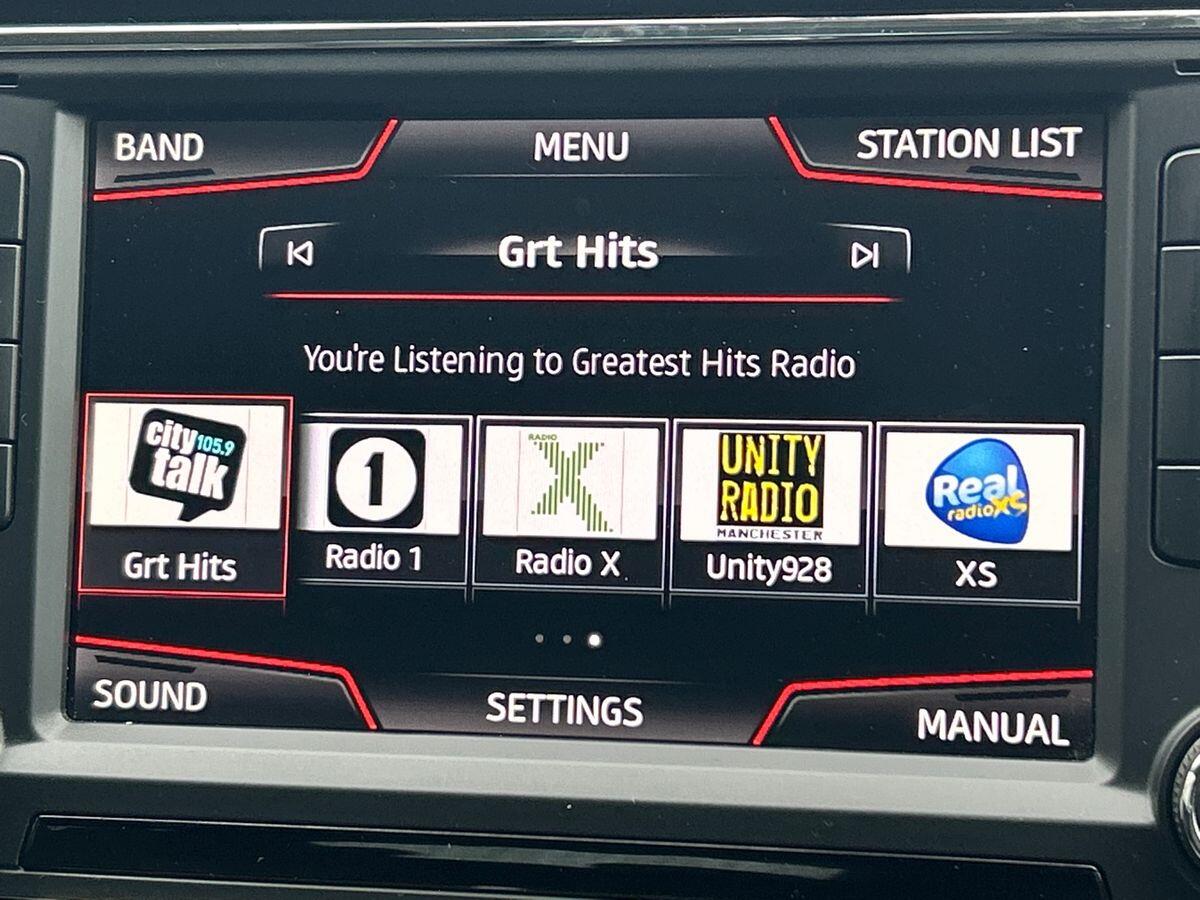 BAND
MENU
STATION LIST
Grt Hits
You're Listening to Greatest Hits Radio
city 105.9
talk
Grt Hits
1
Radio 1
RADIO
X
Radio X
UNITY
RADIO
MANCHESTER
Unity928
Real
radio XS
XS
SOUND
SETTINGS
MANUAL